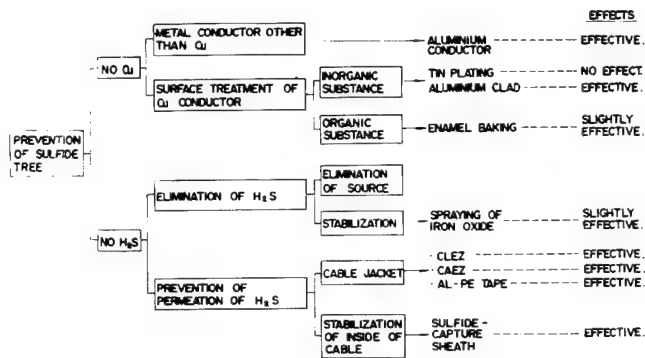 EFFECTS
METAL CONDUCTOR OTHER
THAN Cu
ALUMINIUM
CONDUCTOR
EFFECTIVE.
NO Cu
SURFACE TREATMENT OF
Cu CONDUCTOR
INORGANIC
SUBSTANCE
TIN PLATING
NO EFFECT.
ALUMINIUM CLAD
EFFECTIVE.
ORGANIC
SUBSTANCE
ENAMEL BAKING
SLIGHTLY
EFFECTIVE.
PREVENTION
OF SULFIDE
TREE
ELIMINATION OF H₂S
ELIMINATION
OF SOURCE
STABILIZATION
SPRAYING OF
IRON OXIDE
SLIGHTLY
EFFECTIVE.
NO H₂S
PREVENTION OF
PERMEATION OF H₂S
CABLE JACKET
· CLEZ
EFFECTIVE.
· CAEZ
EFFECTIVE.
· AL-PE TAPE
EFFECTIVE.
STABILIZATION
OF INSIDE OF
CABLE
SULFIDE-
CAPTURE
SHEATH
EFFECTIVE.